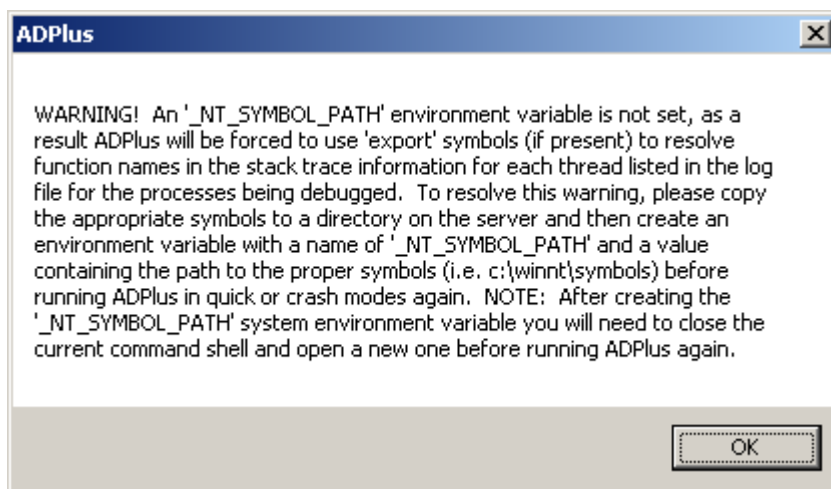 ADPlus
WARNING!  An '_NT_SYMBOL_PATH' environment variable is not set, as a
result ADPlus will be forced to use 'export' symbols (if present) to resolve
function names in the stack trace information for each thread listed in the log
file for the processes being debugged.  To resolve this warning, please copy
the appropriate symbols to a directory on the server and then create an
environment variable with a name of '_NT_SYMBOL_PATH' and a value
containing the path to the proper symbols (i.e. c:\winnt\symbols) before
running ADPlus in quick or crash modes again.  NOTE:  After creating the
'_NT_SYMBOL_PATH' system environment variable you will need to close the
current command shell and open a new one before running ADPlus again.
OK